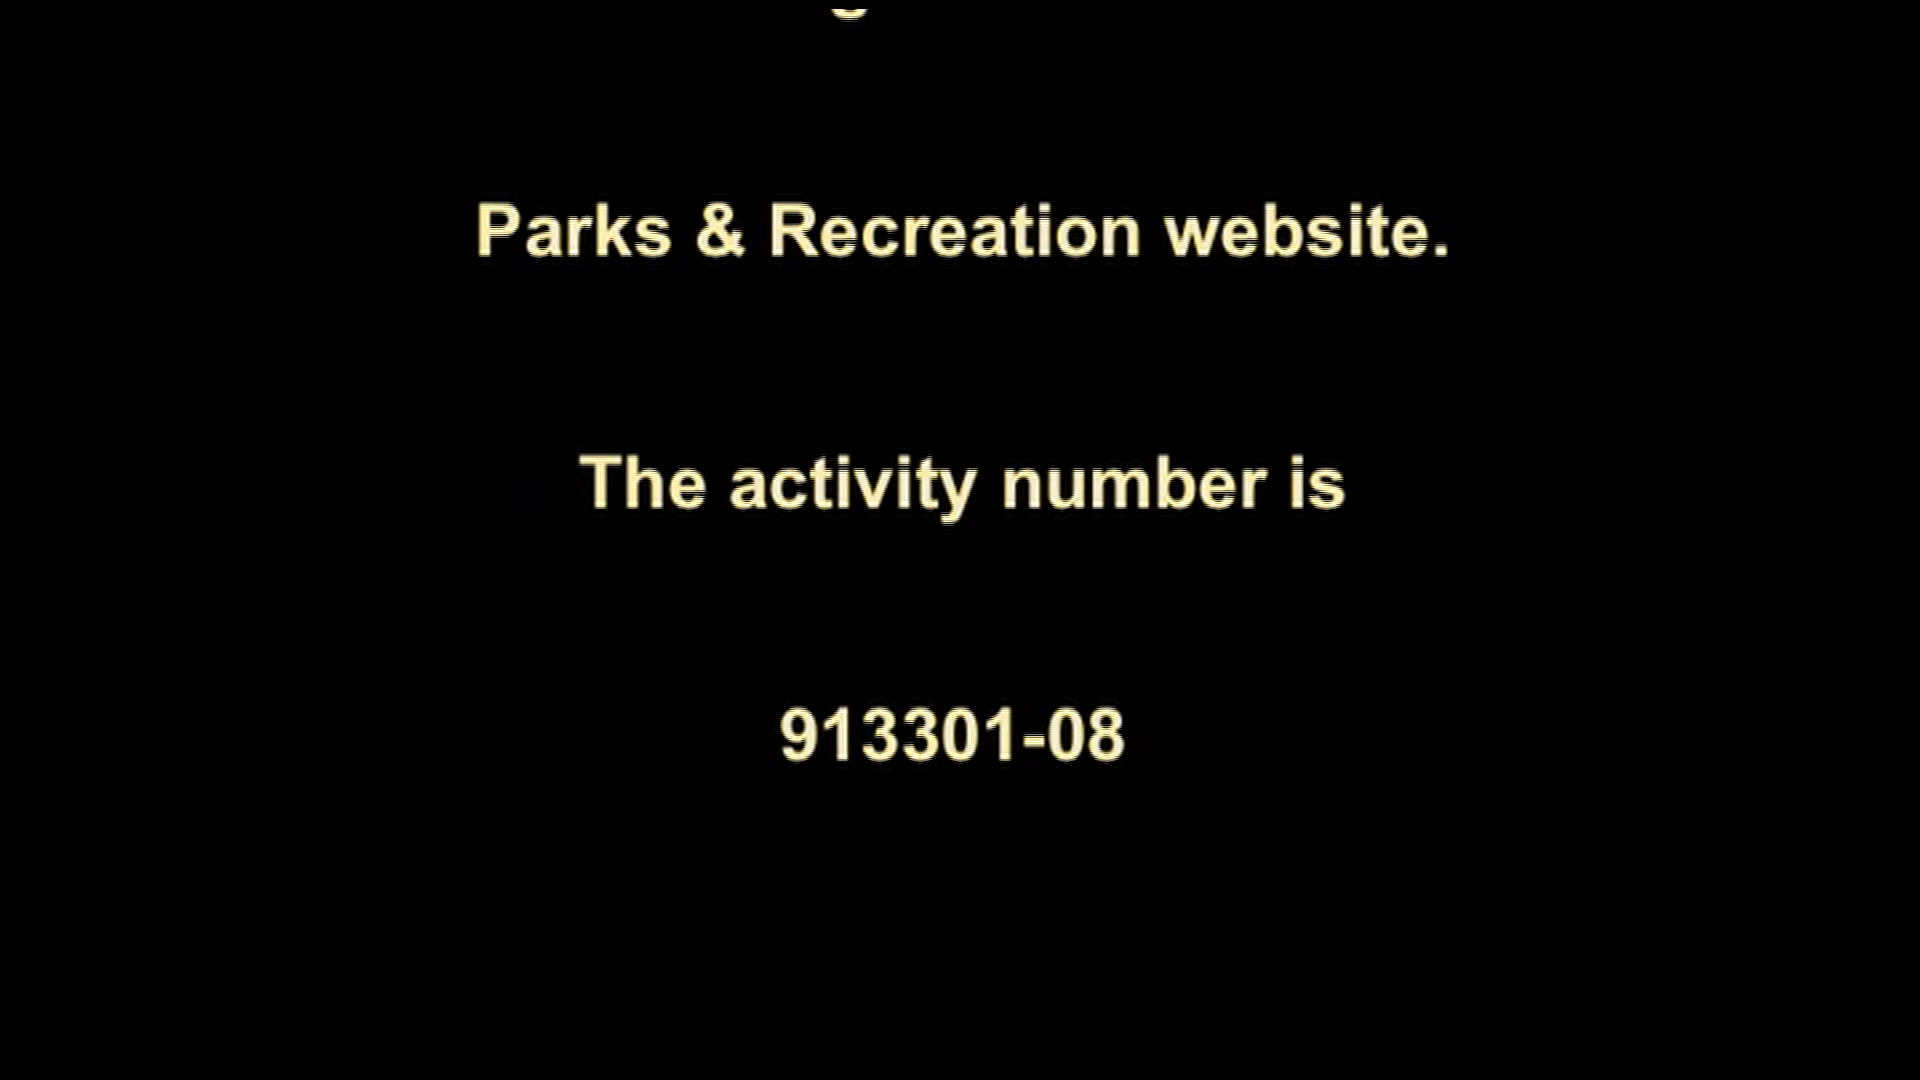 Parks & Recreation website.
The activity number is
913301-08